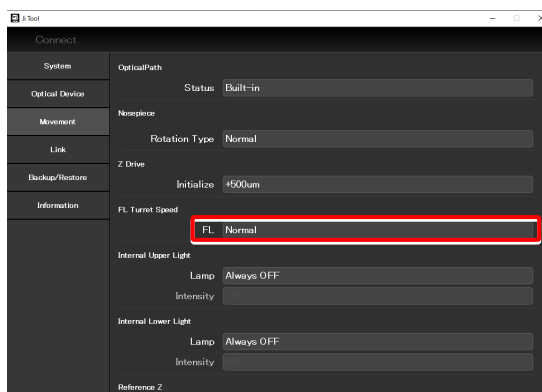 Ji Tool
Connect
System
Optical Device
Movement
Link
Backup/Restore
Information
OpticalPath
Status Built-in
Nosepiece
Rotation Type Normal
Z Drive
Initialize +500um
FL Turret Speed
FL Normal
Internal Upper Light
Lamp Always OFF
Intensity
Internal Lower Light
Lamp Always OFF
Intensity
Reference Z